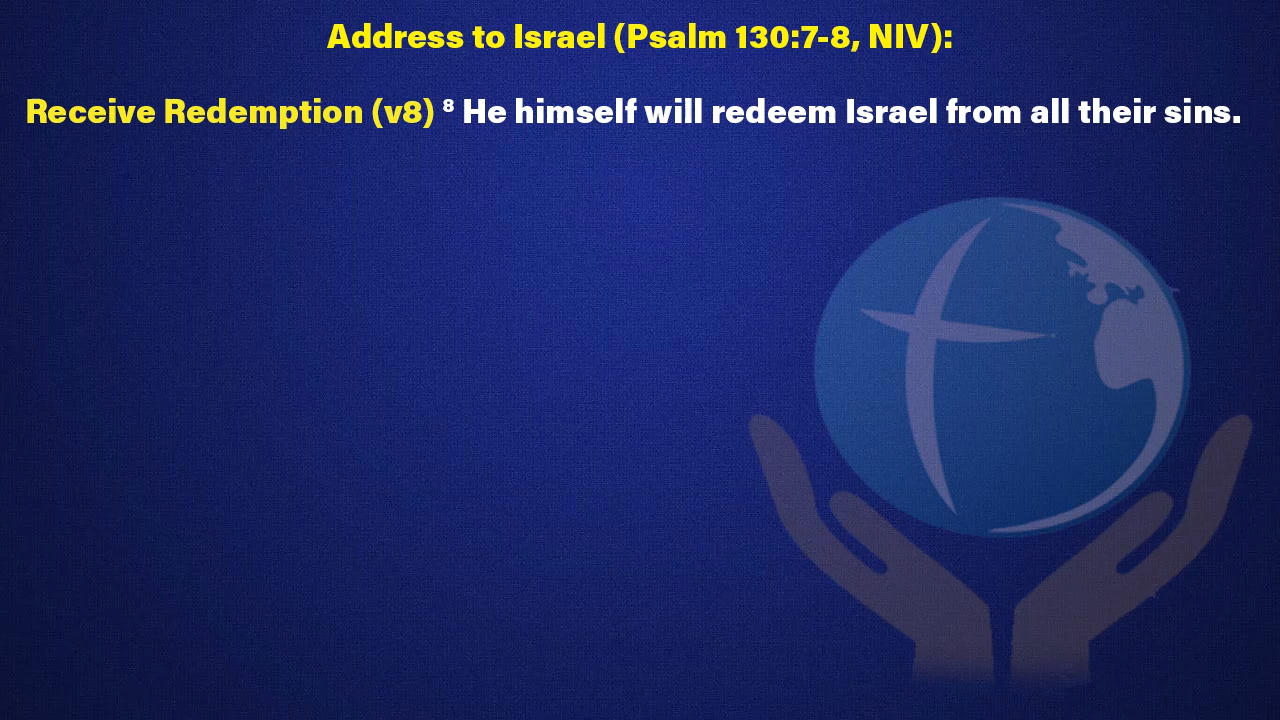 Address to Israel (Psalm 130:7-8, NIV):
Receive Redemption (v8) ⁸ He himself will redeem Israel from all their sins.